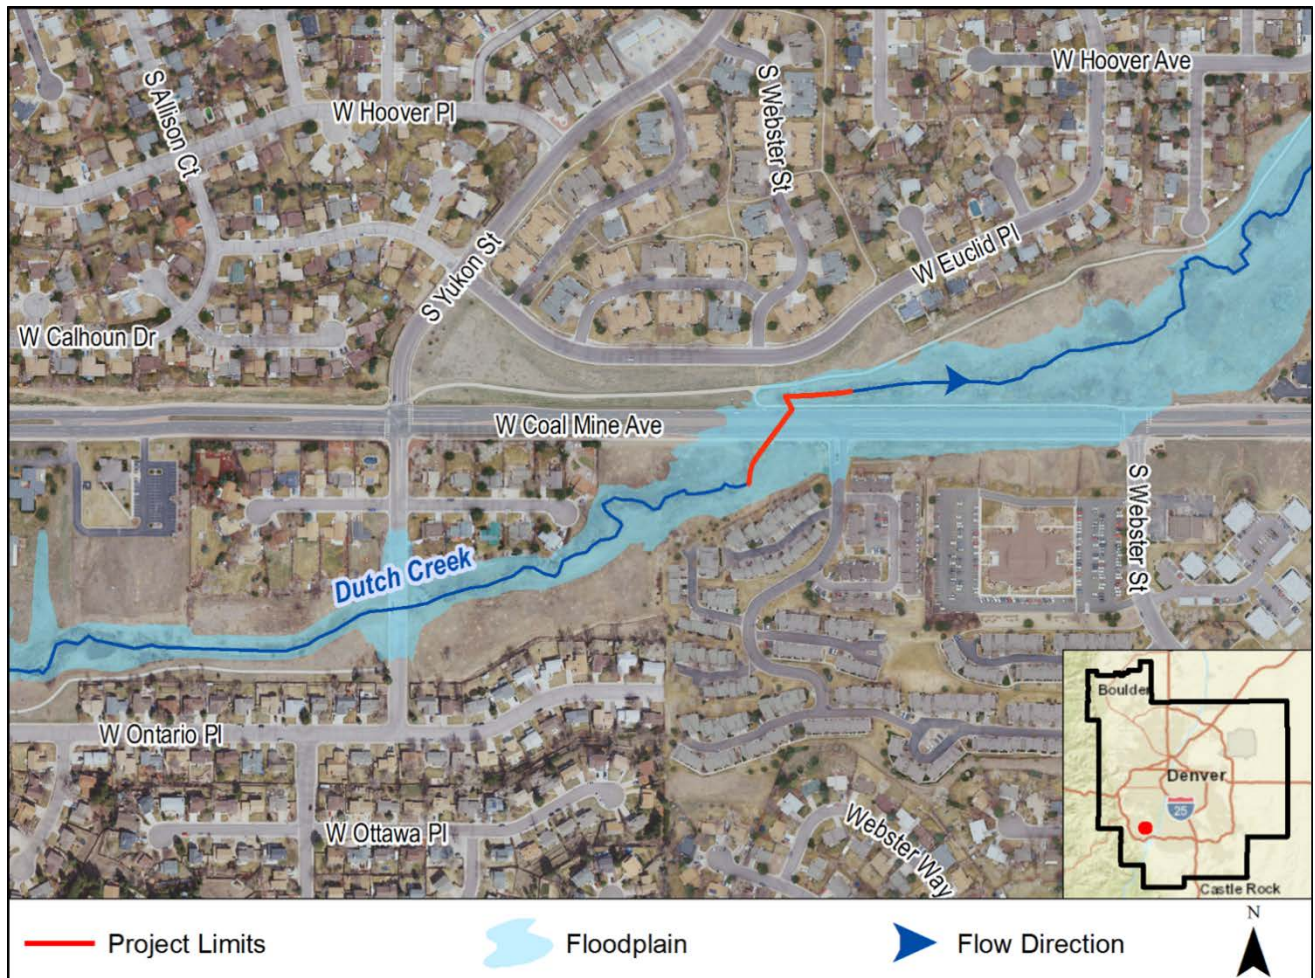 W Hoover Ave
S Allison Ct
W Hoover Pl
S Webster St
S Yukon St
W Euclid Pl
W Calhoun Dr
W Coal Mine Ave
S Webster St
Dutch Creek
W Ontario Pl
W Ottawa Pl
Webster Way
Boulder
Denver
25
Castle Rock
Project Limits
Floodplain
Flow Direction
N